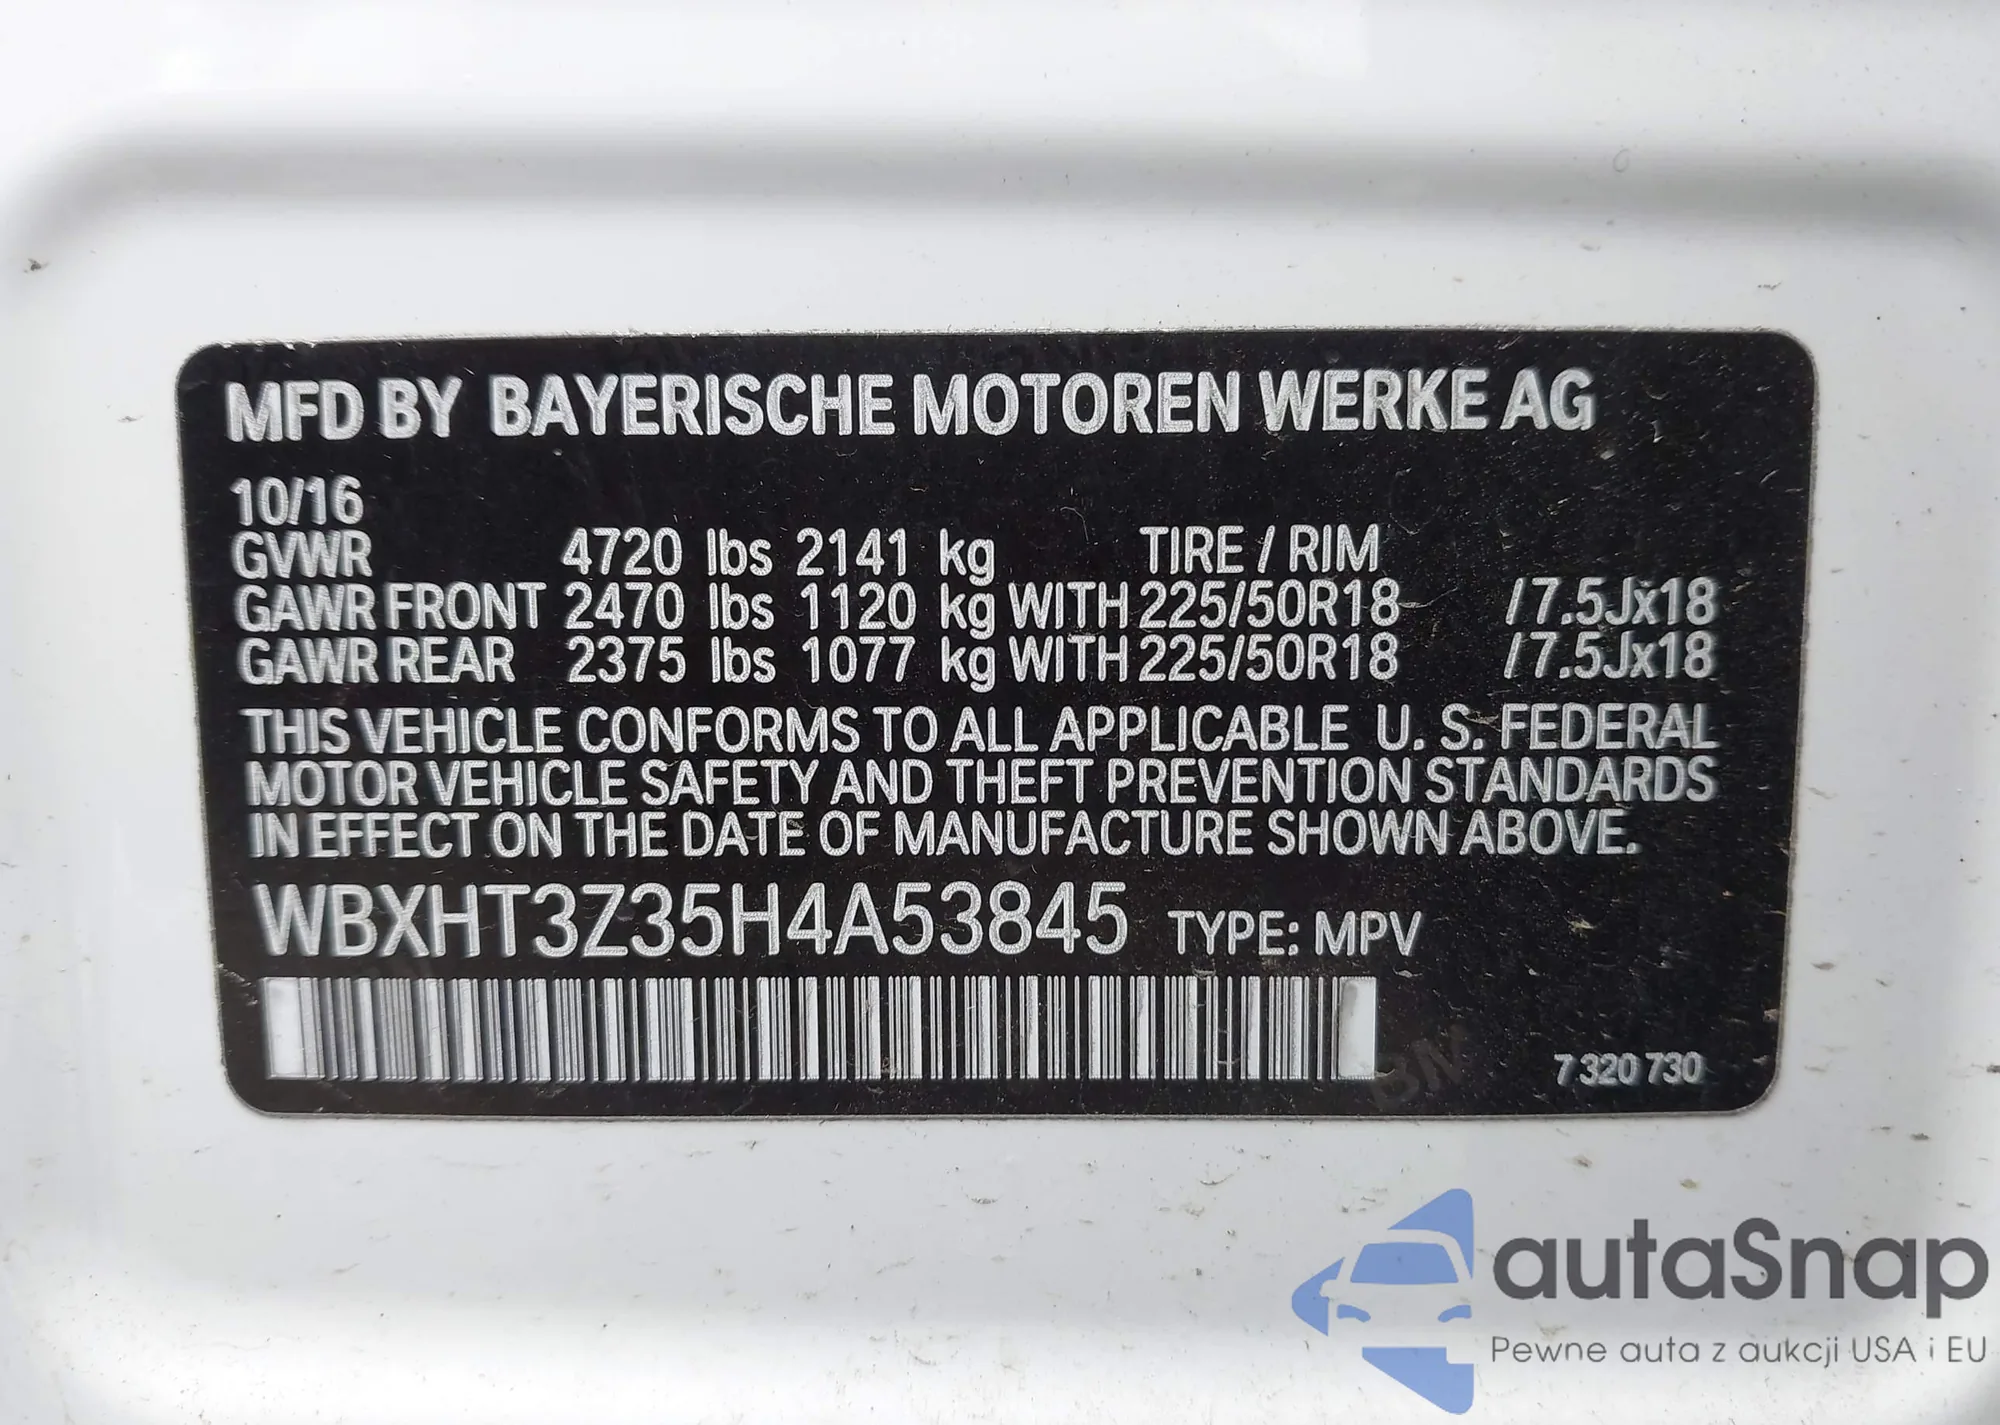 MFD BY BAYERISCHE MOTOREN WERKE AG
10/16
GVWR 4720 lbs 2141 kg TIRE / RIM
GAWR FRONT 2470 lbs 1120 kg WITH 225/50R18 /7.5Jx18
GAWR REAR 2375 lbs 1077 kg WITH 225/50R18 /7.5Jx18
THIS VEHICLE CONFORMS TO ALL APPLICABLE U. S. FEDERAL
MOTOR VEHICLE SAFETY AND THEFT PREVENTION STANDARDS
IN EFFECT ON THE DATE OF MANUFACTURE SHOWN ABOVE.
WBXHT3Z35H4A53845 TYPE: MPV
7 320 730
autaSnap
Pewne auta z aukcji USA i EU